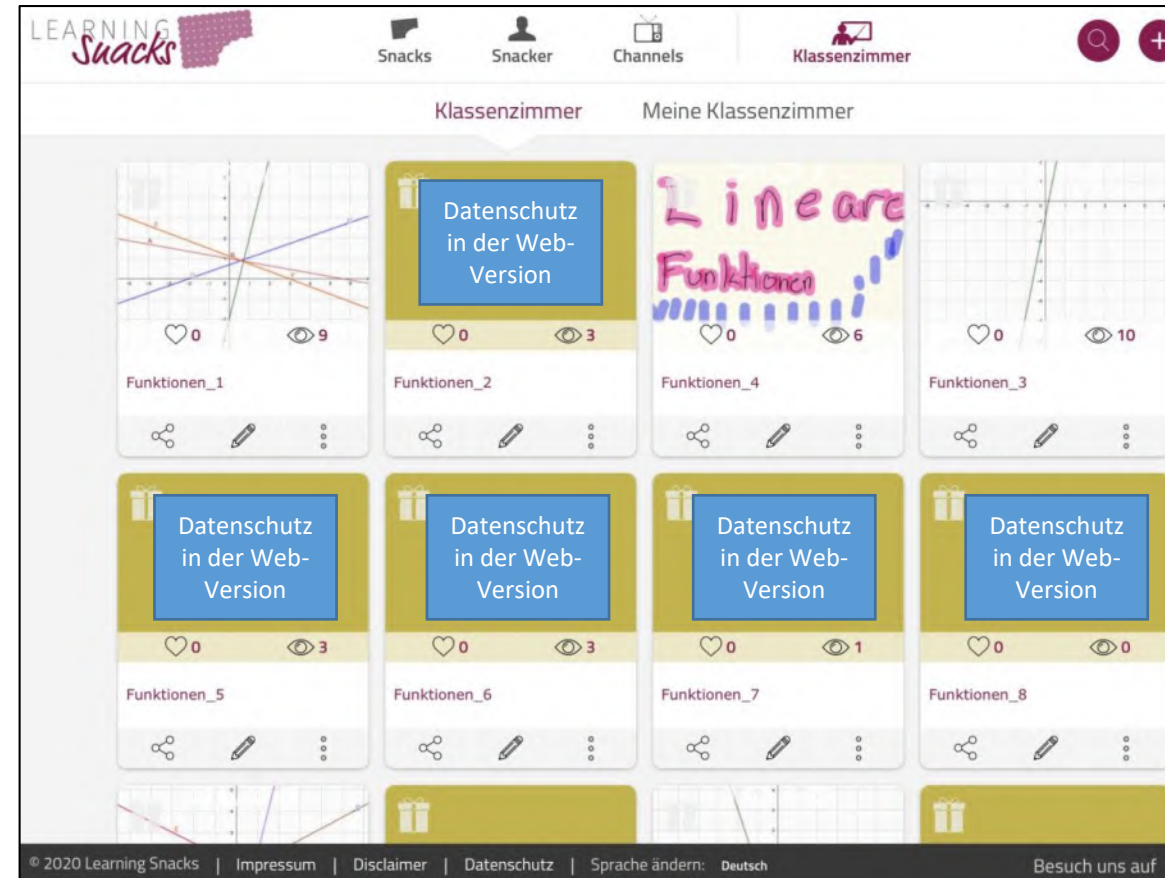 LEARNING
Snacks
Snacks
Snacker
Channels
Klassenzimmer
Klassenzimmer
Meine Klassenzimmer
0
9
Funktionen_1
Datenschutz
in der Web-
Version
0
3
Funktionen_2
Lineare
Funktionen
0
6
Funktionen_4
0
10
Funktionen_3
Datenschutz
in der Web-
Version
0
3
Funktionen_5
Datenschutz
in der Web-
Version
0
3
Funktionen_6
Datenschutz
in der Web-
Version
0
1
Funktionen_7
Datenschutz
in der Web-
Version
0
0
Funktionen_8
© 2020 Learning Snacks | Impressum | Disclaimer | Datenschutz | Sprache ändern: Deutsch
Besuch uns auf